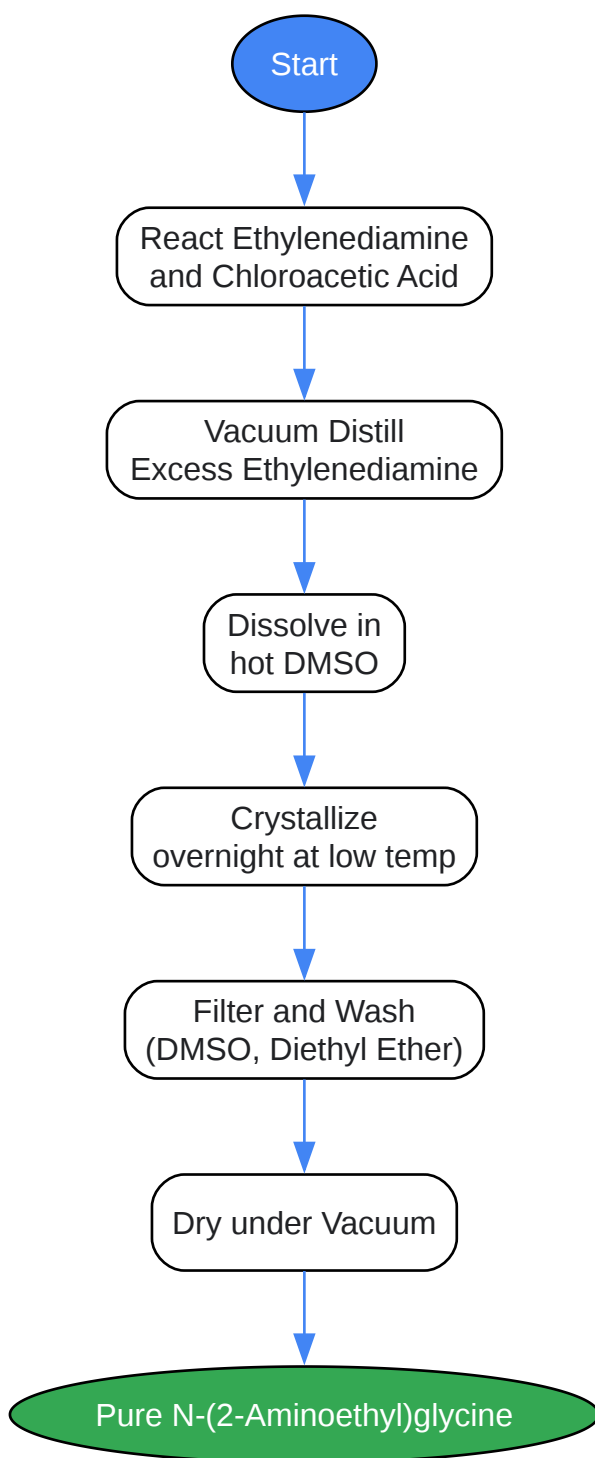 Start
React Ethylenediamine
and Chloroacetic Acid
Vacuum Distill
Excess Ethylenediamine
Dissolve in
hot DMSO
Crystallize
overnight at low temp
Filter and Wash
(DMSO, Diethyl Ether)
Dry under Vacuum
Pure N-(2-Aminoethyl)glycine